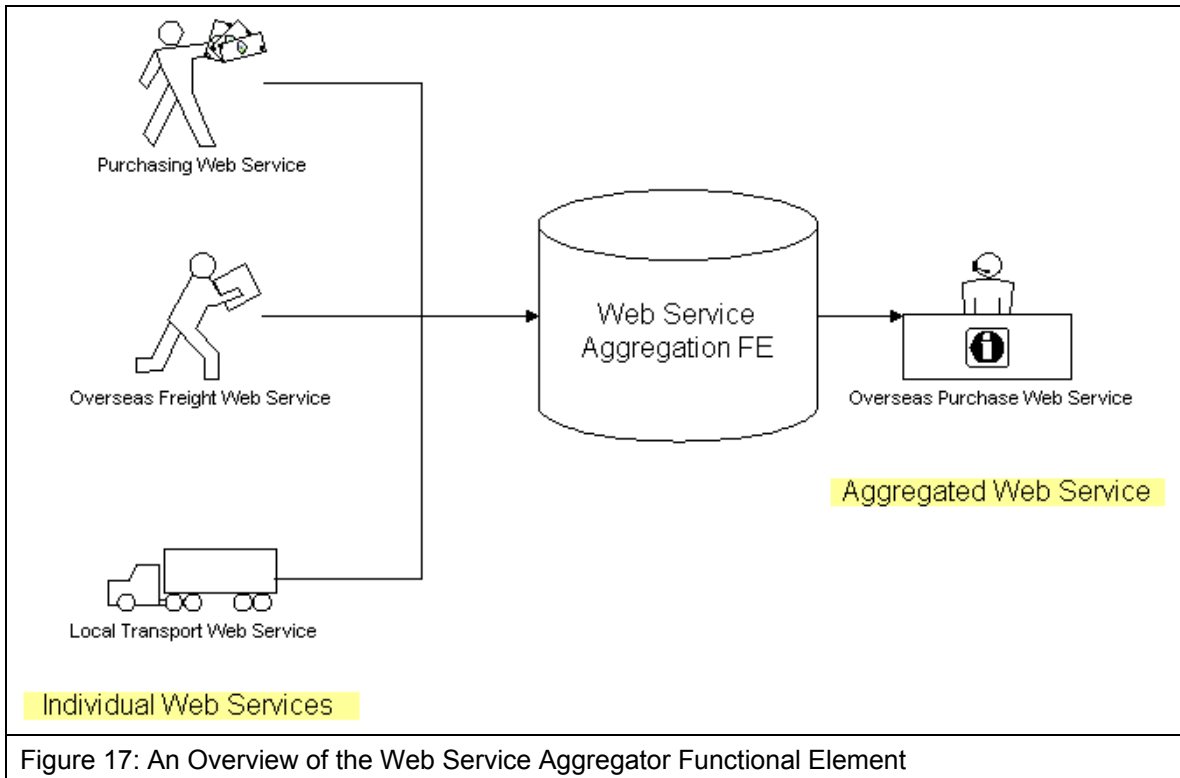 Purchasing Web Service
Overseas Freight Web Service
Web Service
Aggregation FE
Overseas Purchase Web Service
Aggregated Web Service
Local Transport Web Service
Individual Web Services
Figure 17: An Overview of the Web Service Aggregator Functional Element